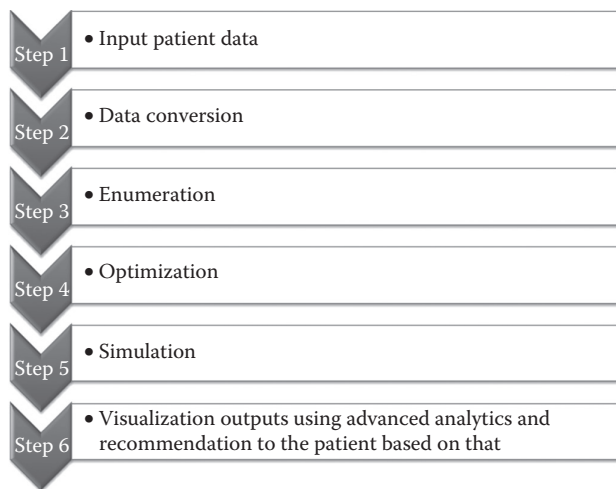 Step 1
• Input patient data
Step 2
• Data conversion
Step 3
• Enumeration
Step 4
• Optimization
Step 5
• Simulation
Step 6
• Visualization outputs using advanced analytics and
recommendation to the patient based on that